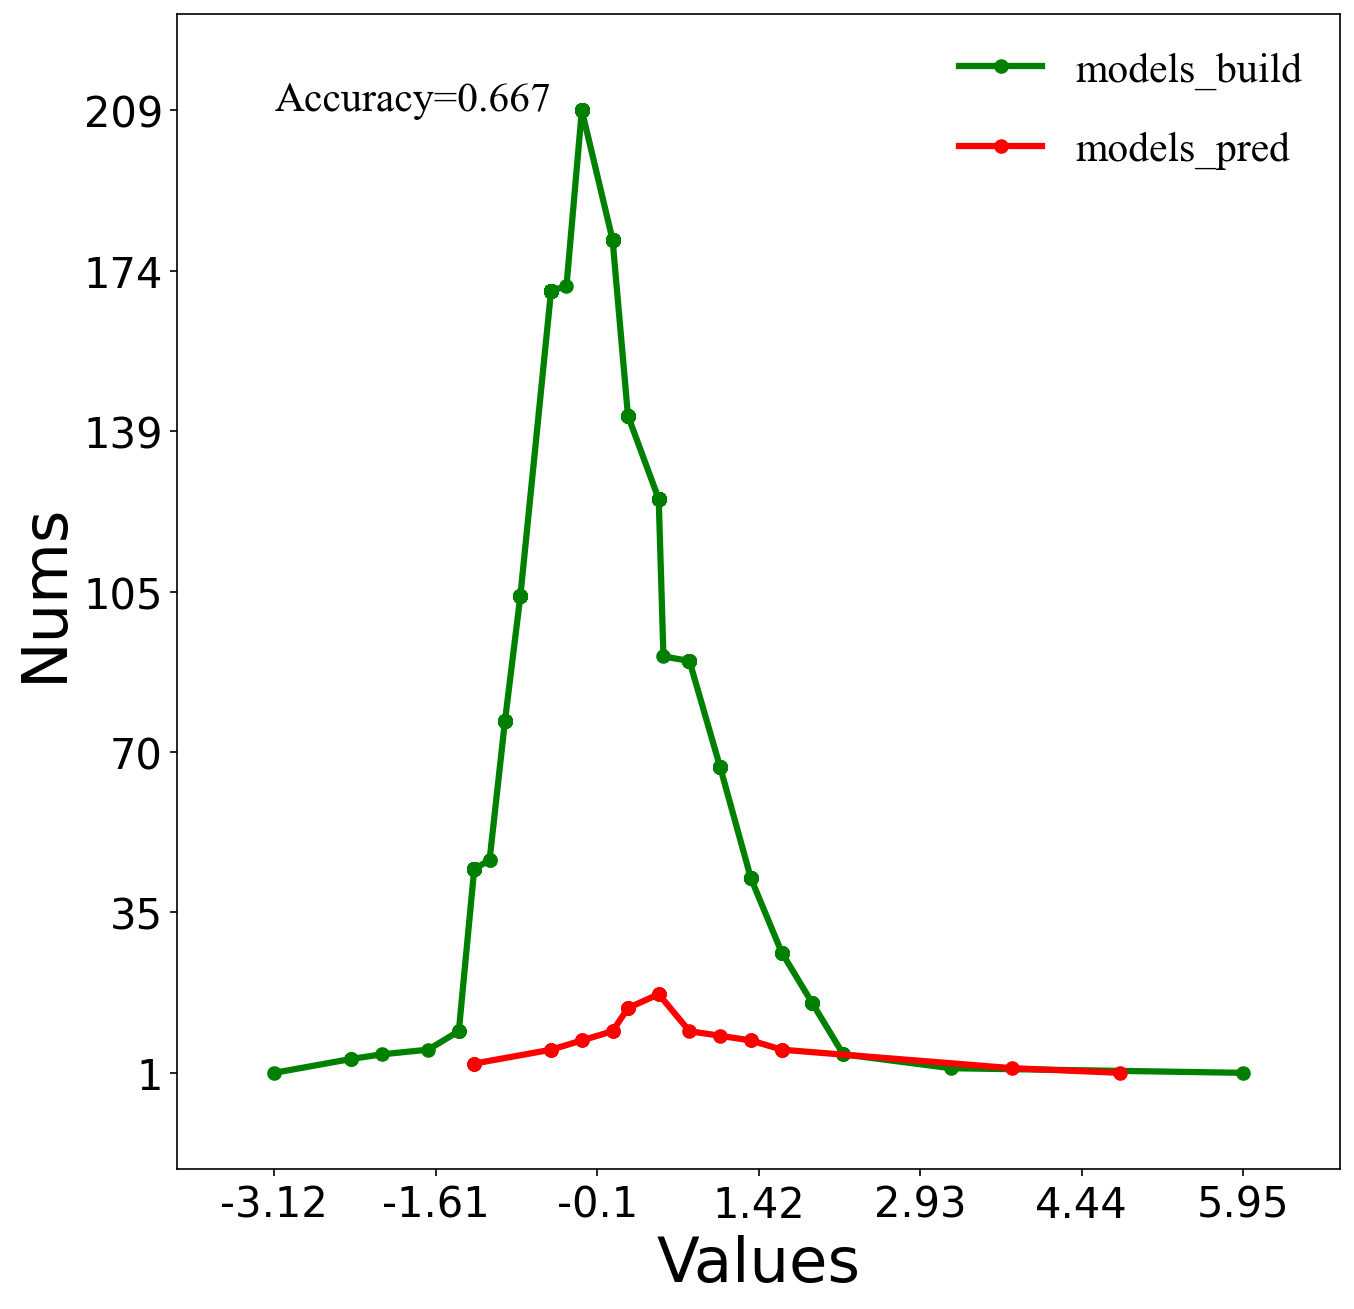 models_build
Accuracy=0.667
models_pred
209
174
139
105
70
35
1
Nums
-3.12 -1.61 -0.1 1.42 2.93 4.44 5.95
Values